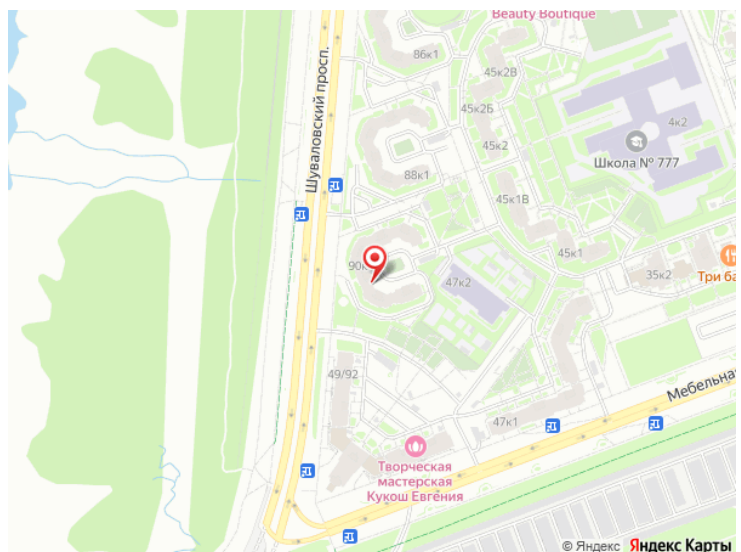 Beauty Boutique
86к1
45к2В
Шуваловский просп.
45к2Б
4к2
45к2
Школа № 777
88к1
45к1В
45к1
90к
47к2
35к2
Три ба
49/92
Мебельна
47к1
Творческая
мастерская
Кукош Евгения
© Яндекс Яндекс Карты